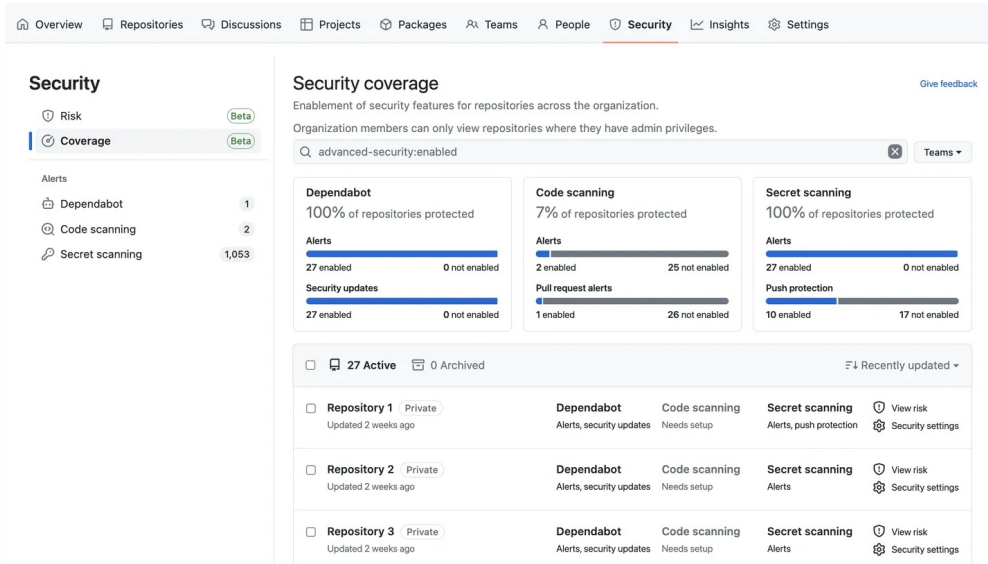 Overview Repositories Discussions Projects Packages Teams People Security Insights Settings
Security
Risk Beta
Coverage Beta
Alerts
Dependabot 1
Code scanning 2
Secret scanning 1,053
Security coverage
Give feedback
Enablement of security features for repositories across the organization.
Organization members can only view repositories where they have admin privileges.
advanced-security:enabled
Teams
Dependabot
100% of repositories protected
Alerts
27 enabled 0 not enabled
Security updates
27 enabled 0 not enabled
Code scanning
7% of repositories protected
Alerts
2 enabled 25 not enabled
Pull request alerts
1 enabled 26 not enabled
Secret scanning
100% of repositories protected
Alerts
27 enabled 0 not enabled
Push protection
10 enabled 17 not enabled
27 Active 0 Archived Recently updated
Repository 1 Private Dependabot Code scanning Secret scanning View risk
Updated 2 weeks ago Alerts, security updates Needs setup Alerts, push protection Security settings
Repository 2 Private Dependabot Code scanning Secret scanning View risk
Updated 2 weeks ago Alerts, security updates Needs setup Alerts Security settings
Repository 3 Private Dependabot Code scanning Secret scanning View risk
Updated 2 weeks ago Alerts, security updates Needs setup Alerts Security settings